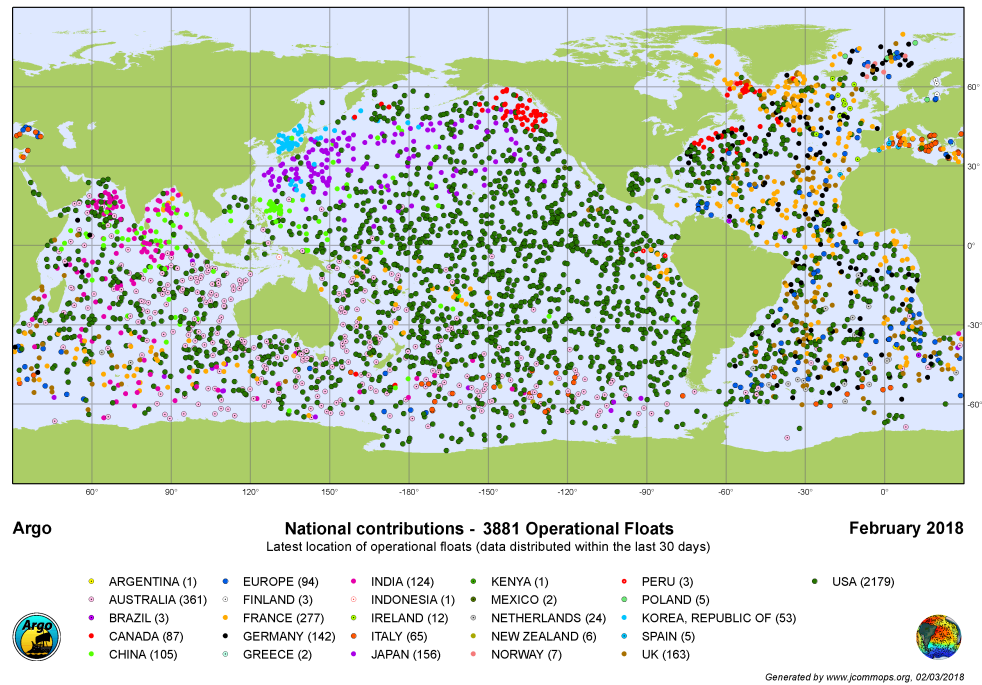 60°
30°
0°
-30°
-60°
60° 90° 120° 150° -180° -150° -120° -90° -60° -30° 0°
Argo National contributions - 3881 Operational Floats February 2018
Latest location of operational floats (data distributed within the last 30 days)
ARGENTINA (1) EUROPE (94) INDIA (124) KENYA (1) PERU (3) USA (2179)
AUSTRALIA (361) FINLAND (3) INDONESIA (1) MEXICO (2) POLAND (5)
BRAZIL (3) FRANCE (277) IRELAND (12) NETHERLANDS (24) KOREA, REPUBLIC OF (53)
CANADA (87) GERMANY (142) ITALY (65) NEW ZEALAND (6) SPAIN (5)
CHINA (105) GREECE (2) JAPAN (156) NORWAY (7) UK (163)
Argo
Generated by www.jcommops.org, 02/03/2018